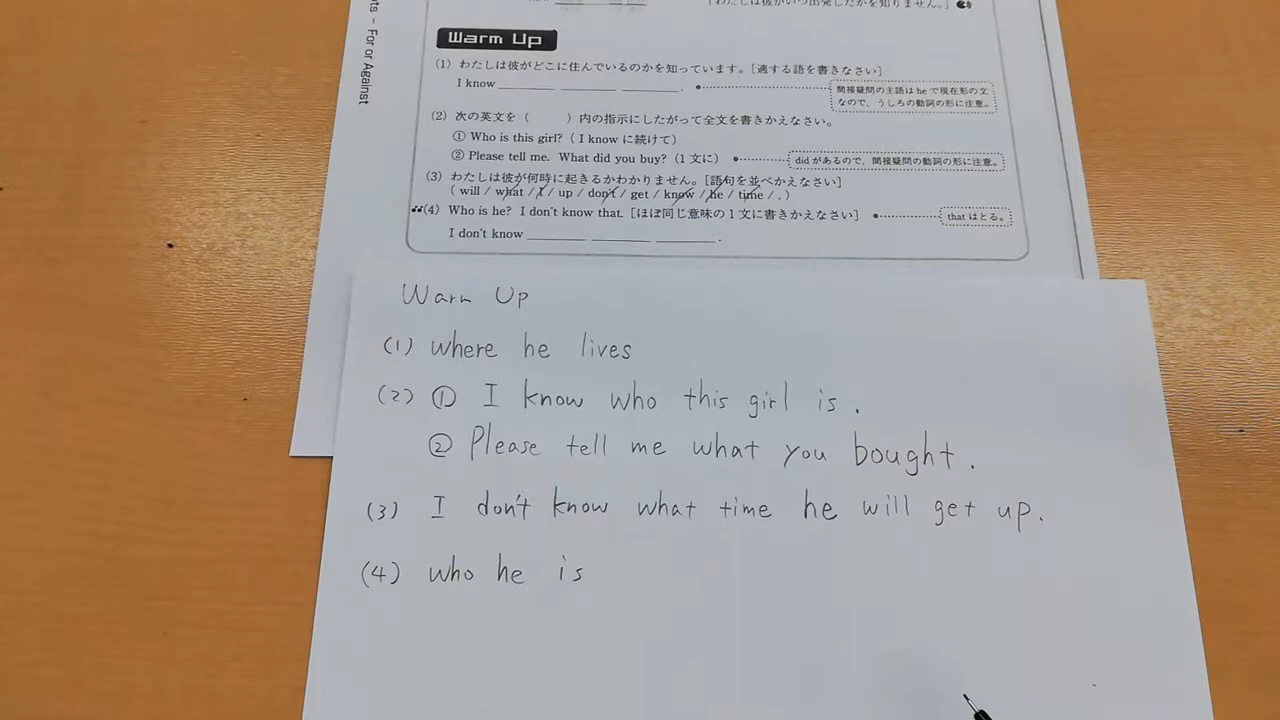 nts – For or Against
「わたしは彼がいつ出発したかを知りません。」
Warm Up
(1) わたしは彼がどこに住んでいるのかを知っています。[適する語を書きなさい]
I know ________ ________ ________ .
間接疑問の主語は he で現在形の文
なので、うしろの動詞の形に注意。
(2) 次の英文を（　）内の指示にしたがって全文を書きかえなさい。
① Who is this girl?（I know に続けて）
② Please tell me. What did you buy?（1文に）
did があるので、間接疑問の動詞の形に注意。
(3) わたしは彼が何時に起きるかわかりません。[語句を並べかえなさい]
( will / what / I / up / don't / get / know / he / time / . )
(4) Who is he? I don't know that. [ほぼ同じ意味の1文に書きかえなさい]
that はとる。
I don't know ________ ________ ________ .
Warm Up
(1) where he lives
(2) ① I know who this girl is.
② Please tell me what you bought.
(3) I don't know what time he will get up.
(4) who he is